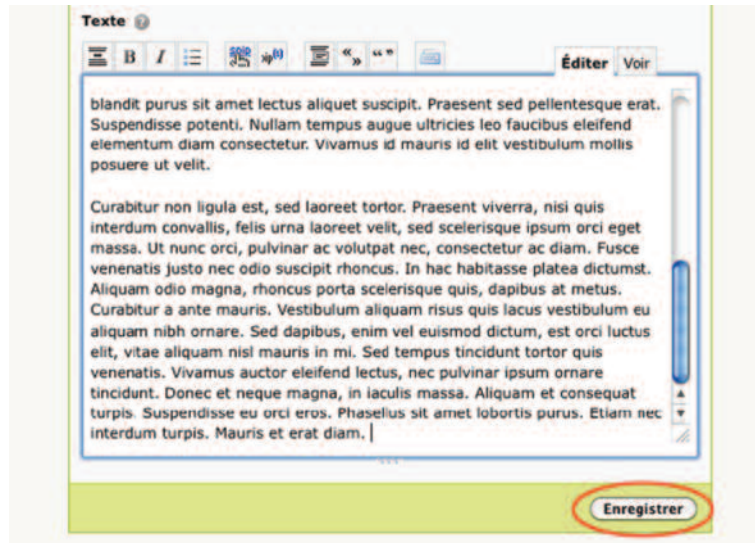 Texte
B I
Éditer Voir
blandit purus sit amet lectus aliquet suscipit. Praesent sed pellentesque erat.
Suspendisse potenti. Nullam tempus augue ultricies leo faucibus eleifend
elementum diam consectetur. Vivamus id mauris id elit vestibulum mollis
posuere ut velit.
Curabitur non ligula est, sed laoreet tortor. Praesent viverra, nisi quis
interdum convallis, felis urna laoreet velit, sed scelerisque ipsum orci eget
massa. Ut nunc orci, pulvinar ac volutpat nec, consectetur ac diam. Fusce
venenatis justo nec odio suscipit rhoncus. In hac habitasse platea dictumst.
Aliquam odio magna, rhoncus porta scelerisque quis, dapibus at metus.
Curabitur a ante mauris. Vestibulum aliquam risus quis lacus vestibulum eu
aliquam nibh ornare. Sed dapibus, enim vel euismod dictum, est orci luctus
elit, vitae aliquam nisl mauris in mi. Sed tempus tincidunt tortor quis
venenatis. Vivamus auctor eleifend lectus, nec pulvinar ipsum ornare
tincidunt. Donec et neque magna, in iaculis massa. Aliquam et consequat
turpis. Suspendisse eu orci eros. Phasellus sit amet lobortis purus. Etiam nec
interdum turpis. Mauris et erat diam.
Enregistrer